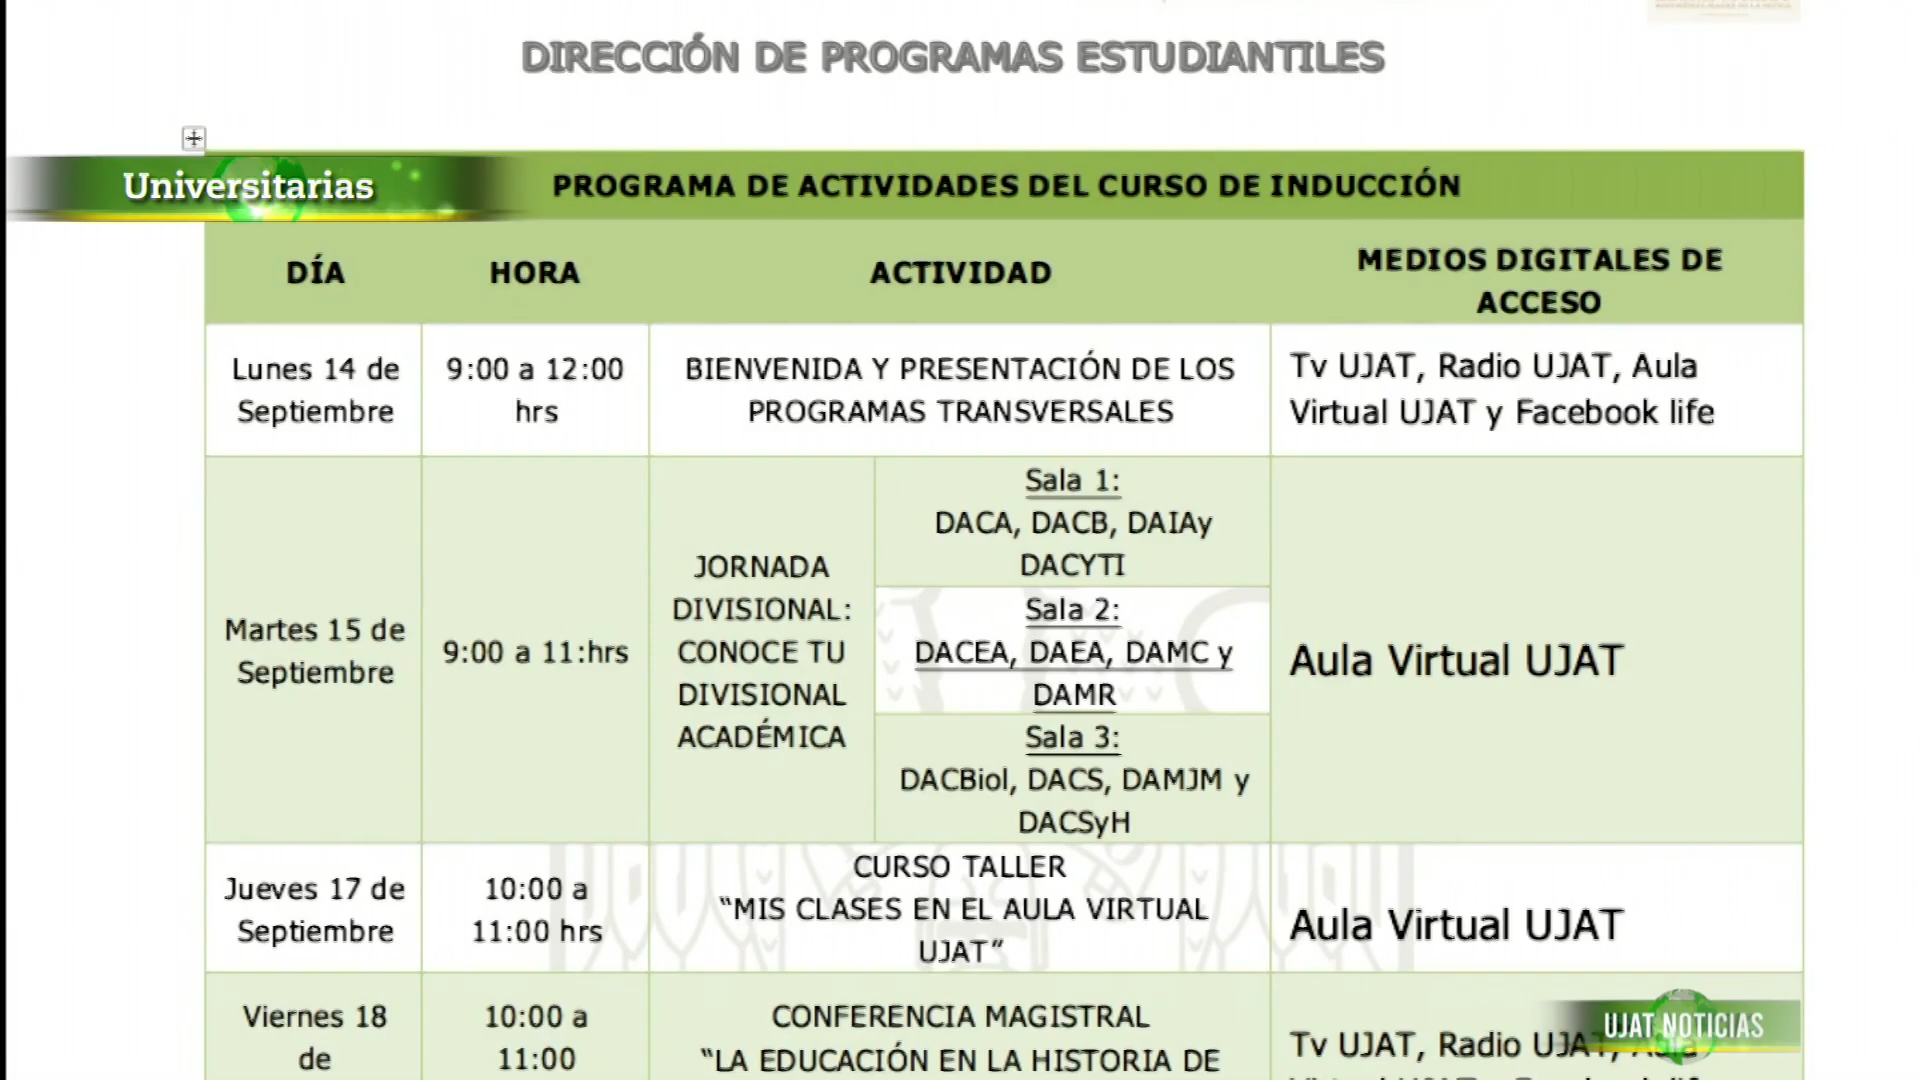 DIRECCIÓN DE PROGRAMAS ESTUDIANTILES
Universitarias
PROGRAMA DE ACTIVIDADES DEL CURSO DE INDUCCIÓN
DÍA
HORA
ACTIVIDAD
MEDIOS DIGITALES DE
ACCESO
Lunes 14 de
Septiembre
9:00 a 12:00
hrs
BIENVENIDA Y PRESENTACIÓN DE LOS
PROGRAMAS TRANSVERSALES
Tv UJAT, Radio UJAT, Aula
Virtual UJAT y Facebook life
Martes 15 de
Septiembre
9:00 a 11:hrs
JORNADA
DIVISIONAL:
CONOCE TU
DIVISIONAL
ACADÉMICA
Sala 1:
DACA, DACB, DAIAy
DACYTI
Sala 2:
DACEA, DAEA, DAMC y
DAMR
Sala 3:
DACBiol, DACS, DAMJM y
DACSyH
Aula Virtual UJAT
Jueves 17 de
Septiembre
10:00 a
11:00 hrs
CURSO TALLER
“MIS CLASES EN EL AULA VIRTUAL
UJAT”
Aula Virtual UJAT
Viernes 18
de
10:00 a
11:00
CONFERENCIA MAGISTRAL
“LA EDUCACIÓN EN LA HISTORIA DE
Tv UJAT, Radio UJAT, Aula
UJAT NOTICIAS